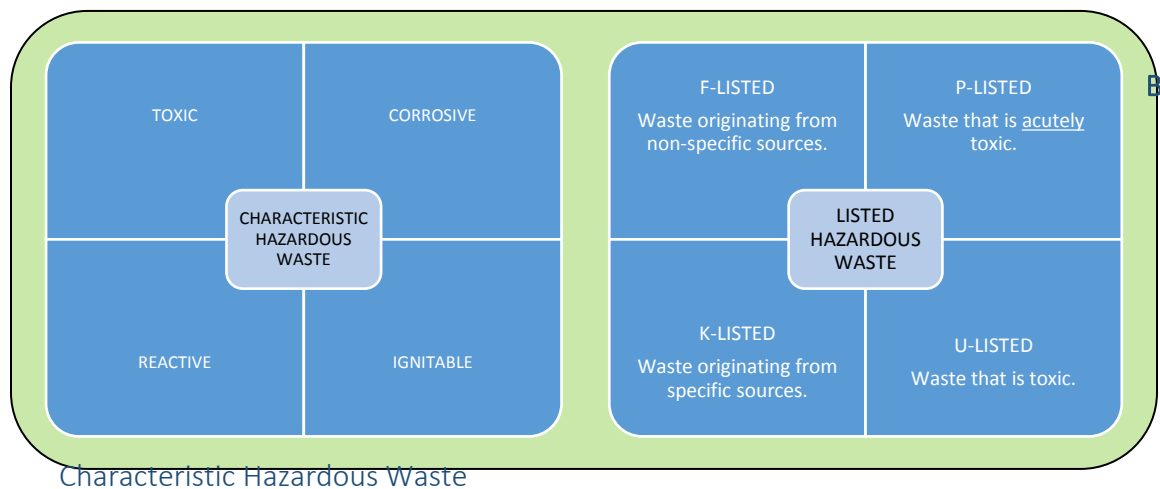 TOXIC
CORROSIVE
CHARACTERISTIC
HAZARDOUS
WASTE
REACTIVE
IGNITABLE
F-LISTED
Waste originating from
non-specific sources.
P-LISTED
Waste that is acutely
toxic.
LISTED
HAZARDOUS
WASTE
K-LISTED
Waste originating from
specific sources.
U-LISTED
Waste that is toxic.
Characteristic Hazardous Waste